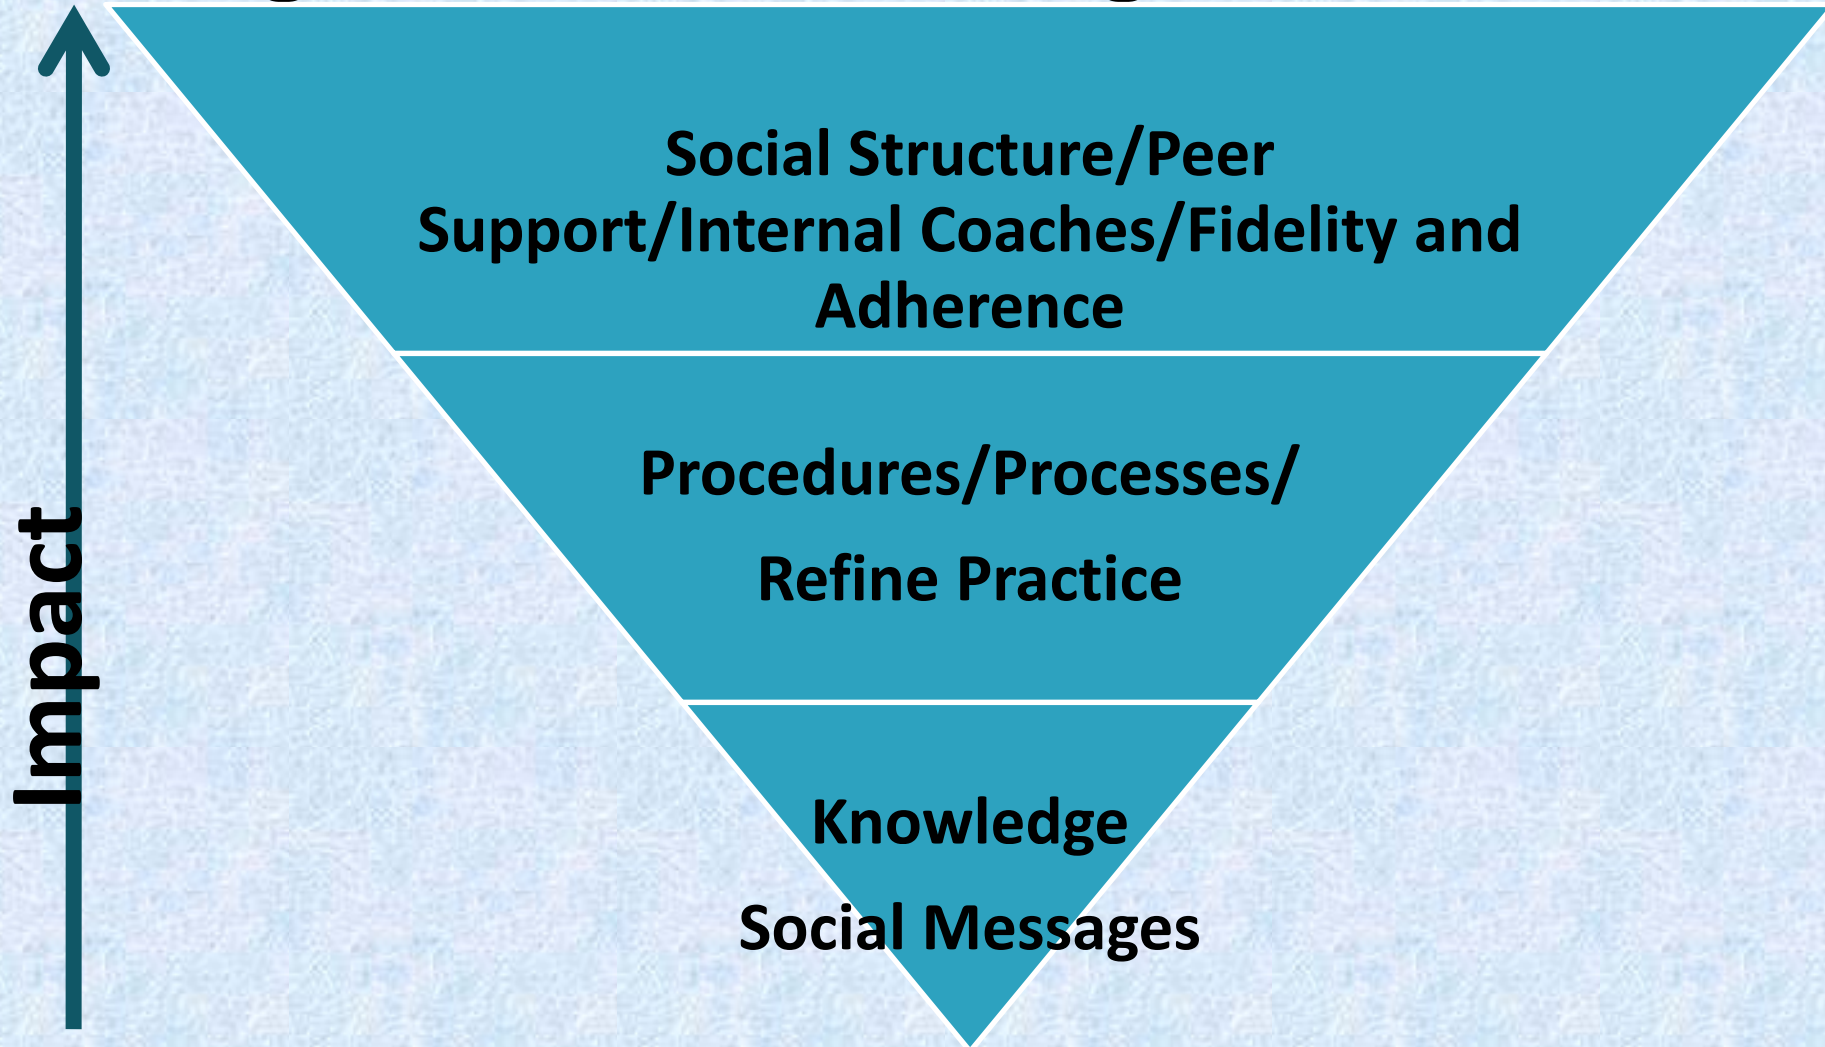 Social Structure/Peer
Support/Internal Coaches/Fidelity and
Adherence
Procedures/Processes/
Refine Practice
Knowledge
Social Messages
Impact